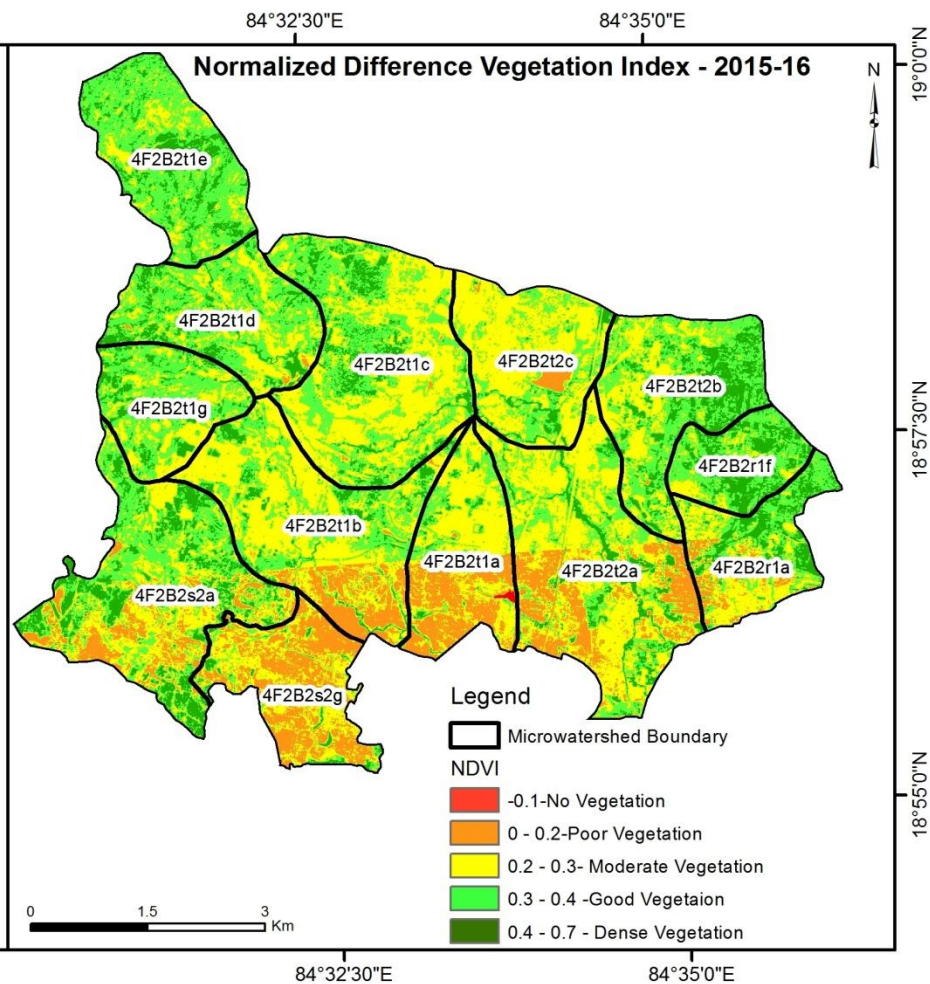 84°32'30"E 84°35'0"E
Normalized Difference Vegetation Index - 2015-16
N
19°0'0"N
4F2B2t1e
4F2B2t1d
4F2B2t1c
4F2B2t2c
4F2B2t2b
4F2B2t1g
18°57'30"N
4F2B2r1f
4F2B2t1b
4F2B2t1a
4F2B2t2a
4F2B2r1a
4F2B2s2a
4F2B2s2g
Legend
Microwatershed Boundary
NDVI
-0.1-No Vegetation
0 - 0.2-Poor Vegetation
0.2 - 0.3- Moderate Vegetation
0.3 - 0.4 -Good Vegetaion
0.4 - 0.7 - Dense Vegetation
18°55'0"N
0 1.5 3
Km
84°32'30"E 84°35'0"E